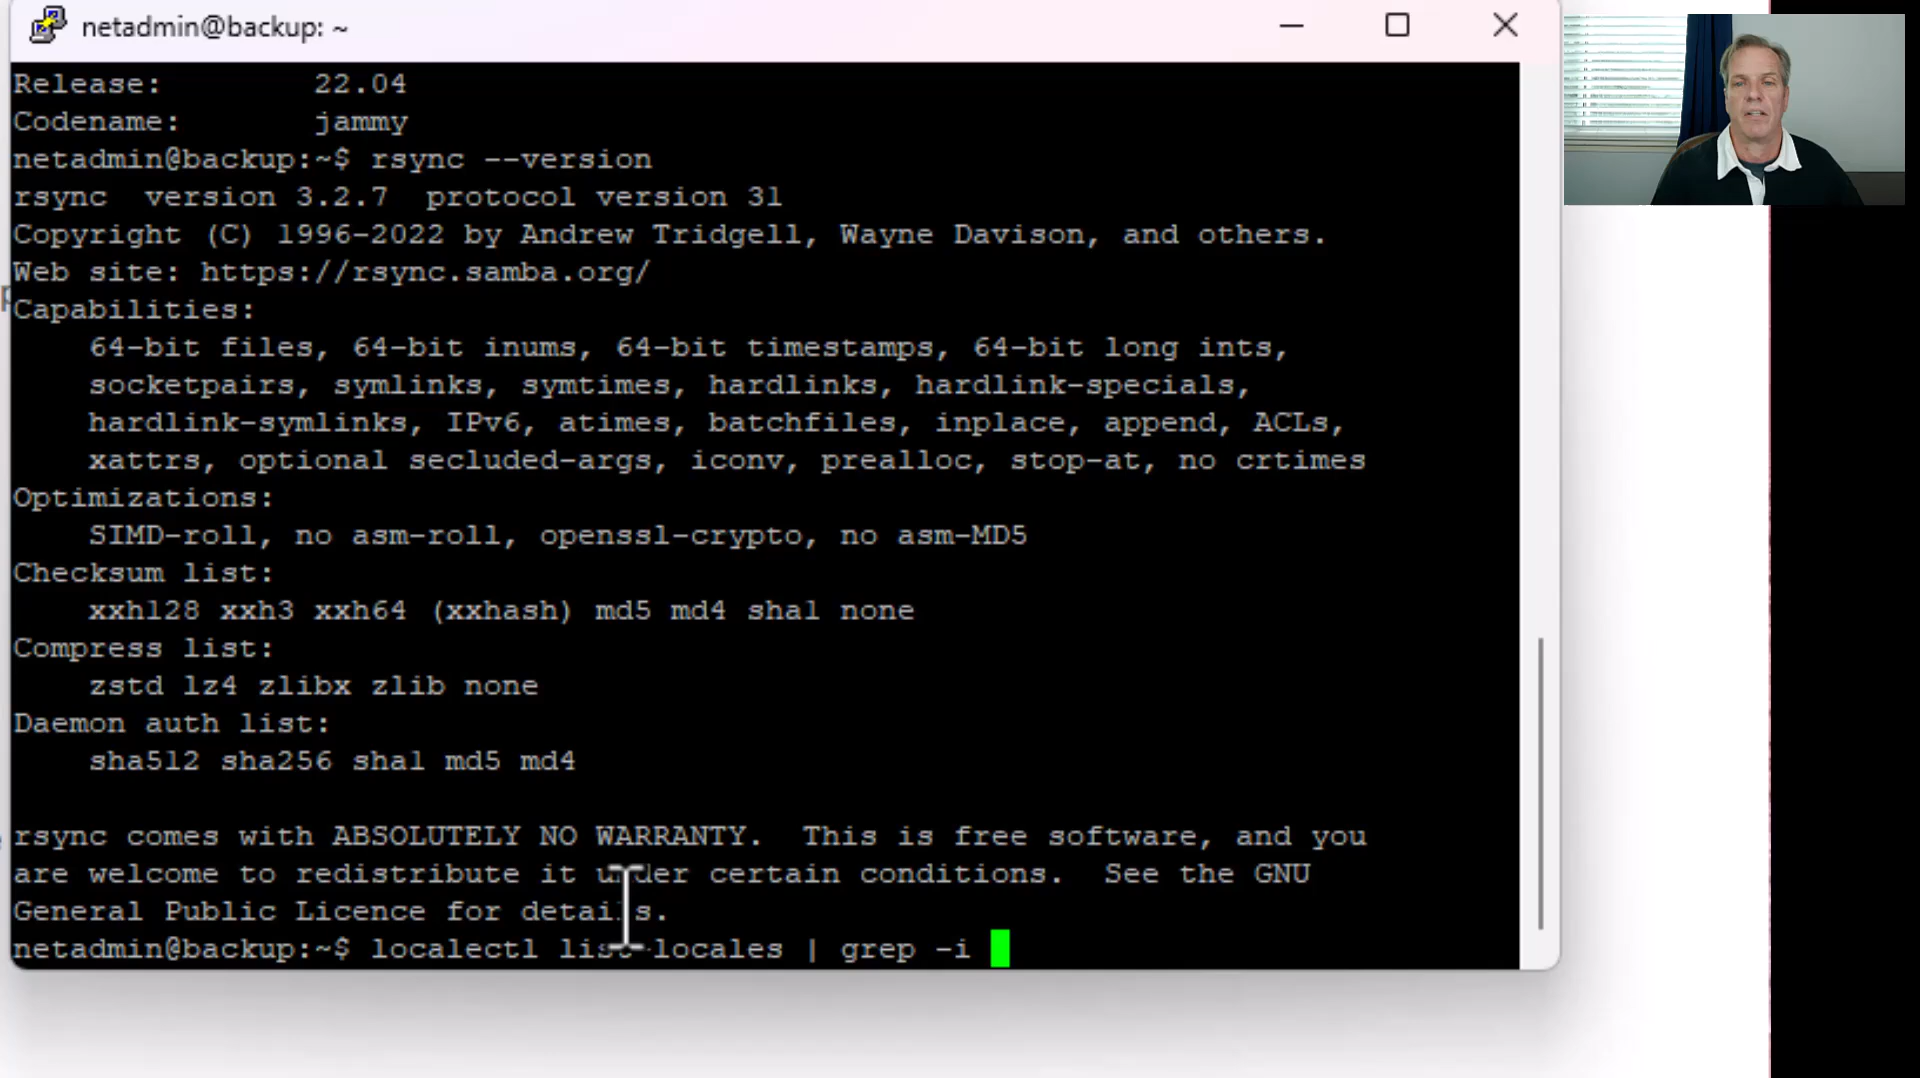 netadmin@backup: ~
Release:        22.04
Codename:       jammy
netadmin@backup:~$ rsync --version
rsync  version 3.2.7  protocol version 31
Copyright (C) 1996-2022 by Andrew Tridgell, Wayne Davison, and others.
Web site: https://rsync.samba.org/
Capabilities:
    64-bit files, 64-bit inums, 64-bit timestamps, 64-bit long ints,
    socketpairs, symlinks, symtimes, hardlinks, hardlink-specials,
    hardlink-symlinks, IPv6, atimes, batchfiles, inplace, append, ACLs,
    xattrs, optional secluded-args, iconv, prealloc, stop-at, no crtimes
Optimizations:
    SIMD-roll, no asm-roll, openssl-crypto, no asm-MD5
Checksum list:
    xxh128 xxh3 xxh64 (xxhash) md5 md4 sha1 none
Compress list:
    zstd lz4 zlibx zlib none
Daemon auth list:
    sha512 sha256 sha1 md5 md4
rsync comes with ABSOLUTELY NO WARRANTY.  This is free software, and you
are welcome to redistribute it under certain conditions.  See the GNU
General Public Licence for details.
netadmin@backup:~$ localectl list-locales | grep -i